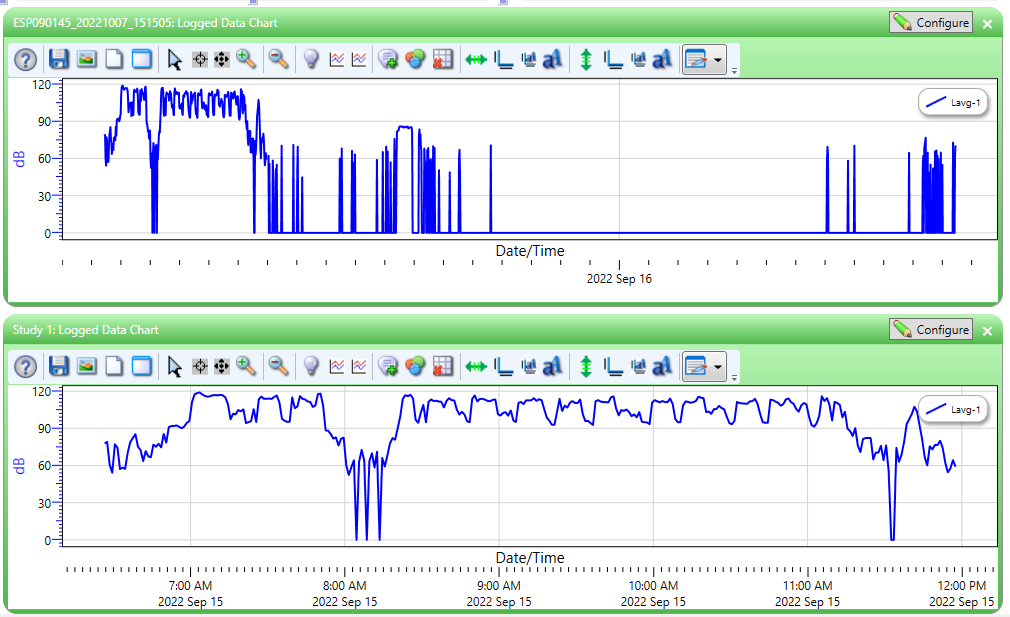 ESP090145_20221007_151505: Logged Data Chart
Configure
120
90
60
30
0
dB
Lavg-1
Date/Time
2022 Sep 16
Study 1: Logged Data Chart
Configure
120
90
60
30
0
dB
Lavg-1
Date/Time
7:00 AM 8:00 AM 9:00 AM 10:00 AM 11:00 AM 12:00 PM
2022 Sep 15 2022 Sep 15 2022 Sep 15 2022 Sep 15 2022 Sep 15 2022 Sep 15